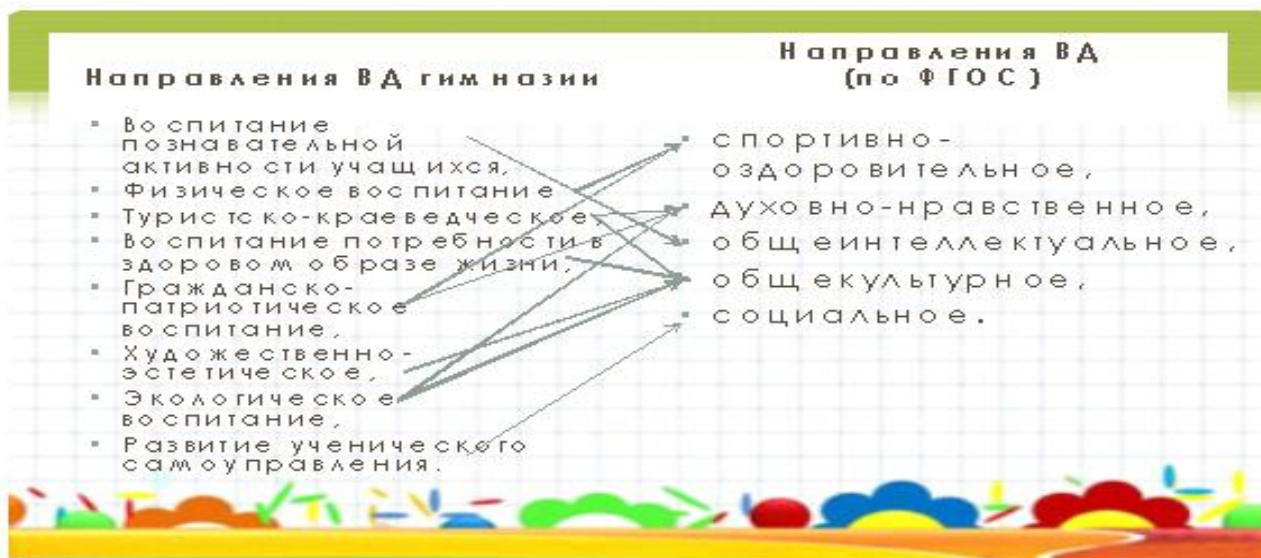 Направления ВД гимназии
Воспитание
познавательной
активности учащихся,
Физическое воспитание
Туристско-краеведческое,
Воспитание потребности в
здоровом образе жизни,
Гражданско-
патриотическое
воспитание,
Художественно-
эстетическое,
Экологическое
воспитание,
Развитие ученического
самоуправления.
Направления ВД
(по ФГОС)
спортивно-
оздоровительное,
духовно-нравственное,
общеинтеллектуальное,
общекультурное,
социальное.